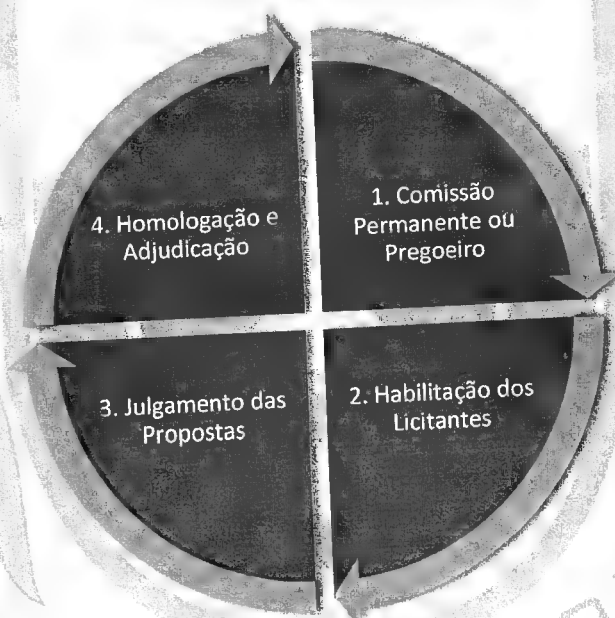 1. Comissão
Permanente ou
Pregoeiro
2. Habilitação dos
Licitantes
3. Julgamento das
Propostas
4. Homologação e
Adjudicação